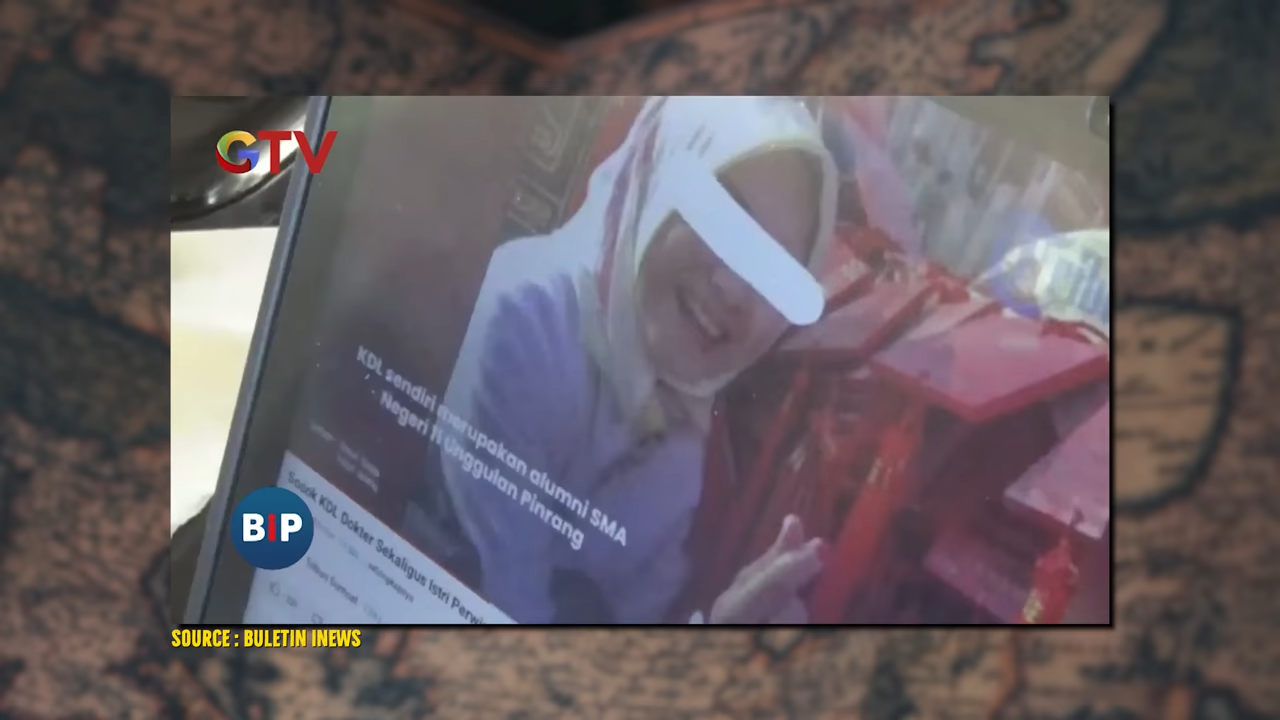 GTV
KDL sendiri merupakan alumni SMA
Negeri 11 Unggulan Pinrang
BIP
Sosok KDL Dokter Sekaligus Istri Perwi
selengkapnya
SOURCE : BULETIN INEWS